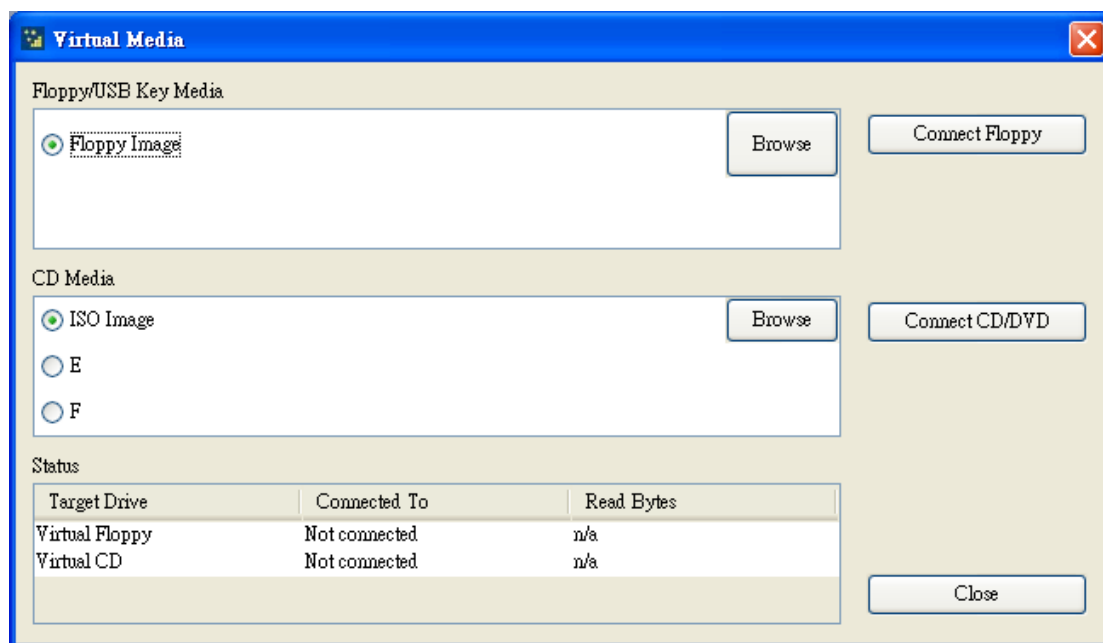 Virtual Media
Floppy/USB Key Media
Floppy Image Browse Connect Floppy
CD Media
ISO Image Browse Connect CD/DVD
E
F
Status
Target Drive Connected To Read Bytes
Virtual Floppy Not connected n/a
Virtual CD Not connected n/a
Close